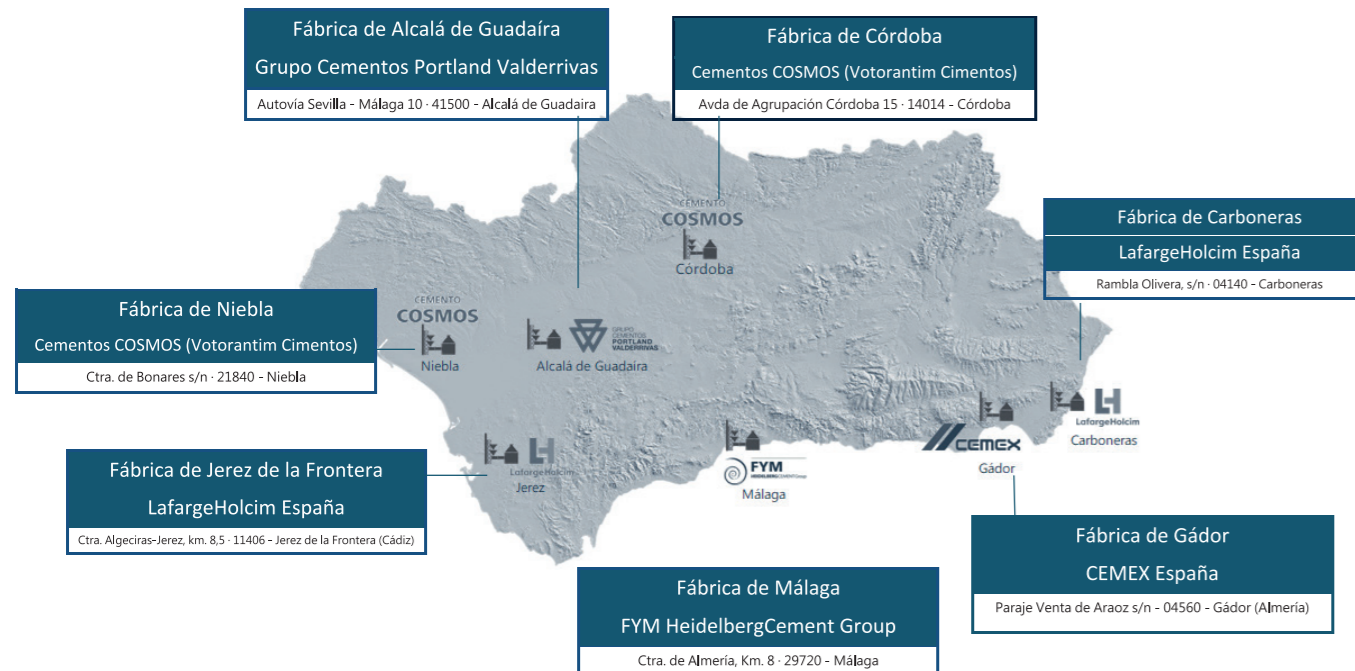 Fábrica de Alcalá de Guadaíra
Grupo Cementos Portland Valderrivas
Autovía Sevilla - Málaga 10 · 41500 - Alcalá de Guadaira
Fábrica de Córdoba
Cementos COSMOS (Votorantim Cimentos)
Avda de Agrupación Córdoba 15 · 14014 - Córdoba
Fábrica de Carboneras
LafargeHolcim España
Rambla Olivera, s/n · 04140 - Carboneras
CEMENTO
COSMOS
Córdoba
Fábrica de Niebla
Cementos COSMOS (Votorantim Cimentos)
Ctra. de Bonares s/n · 21840 - Niebla
CEMENTO
COSMOS
Niebla
GRUPO
CEMENTOS
PORTLAND
VALDERRIVAS
Alcalá de Guadaira
LafargeHolcim
Carboneras
CEMEX
Gádor
FYM
HEIDELBERGCEMENT Group
Málaga
LafargeHolcim
Jerez
Fábrica de Jerez de la Frontera
LafargeHolcim España
Ctra. Algeciras-Jerez, km. 8,5 · 11406 - Jerez de la Frontera (Cádiz)
Fábrica de Gádor
CEMEX España
Paraje Venta de Araoz s/n - 04560 - Gádor (Almería)
Fábrica de Málaga
FYM HeidelbergCement Group
Ctra. de Almería, Km. 8 · 29720 - Málaga